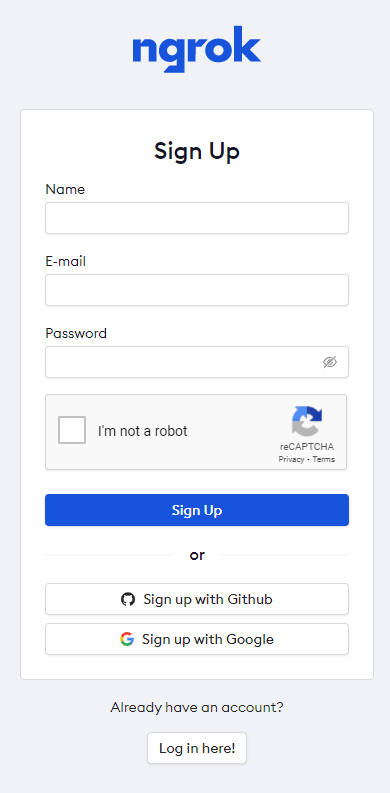 ngrok
Sign Up
Name
E-mail
Password
I'm not a robot
reCAPTCHA
Privacy - Terms
Sign Up
or
Sign up with Github
Sign up with Google
Already have an account?
Log in here!